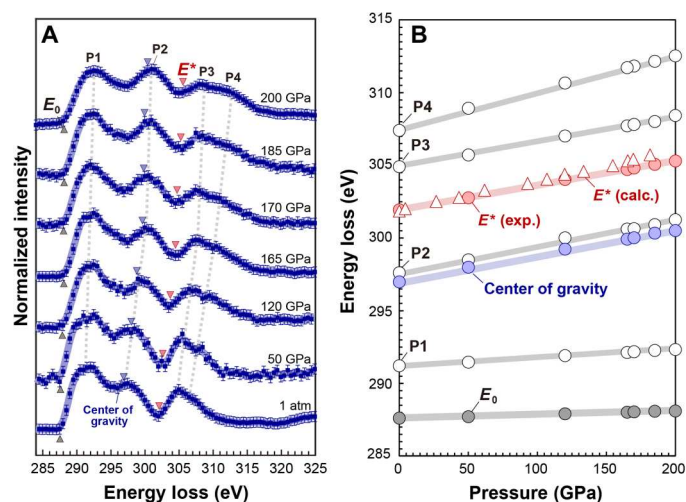 A
P1
P2
E*
P3
P4
E0
200 GPa
185 GPa
170 GPa
165 GPa
120 GPa
50 GPa
1 atm
Center of
gravity
Normalized intensity
285 290 295 300 305 310 315 320 325
Energy loss (eV)
B
315
310
305
300
295
290
285
Energy loss (eV)
P4
P3
E* (calc.)
E* (exp.)
P2
Center of gravity
P1
E0
0 50 100 150 200
Pressure (GPa)